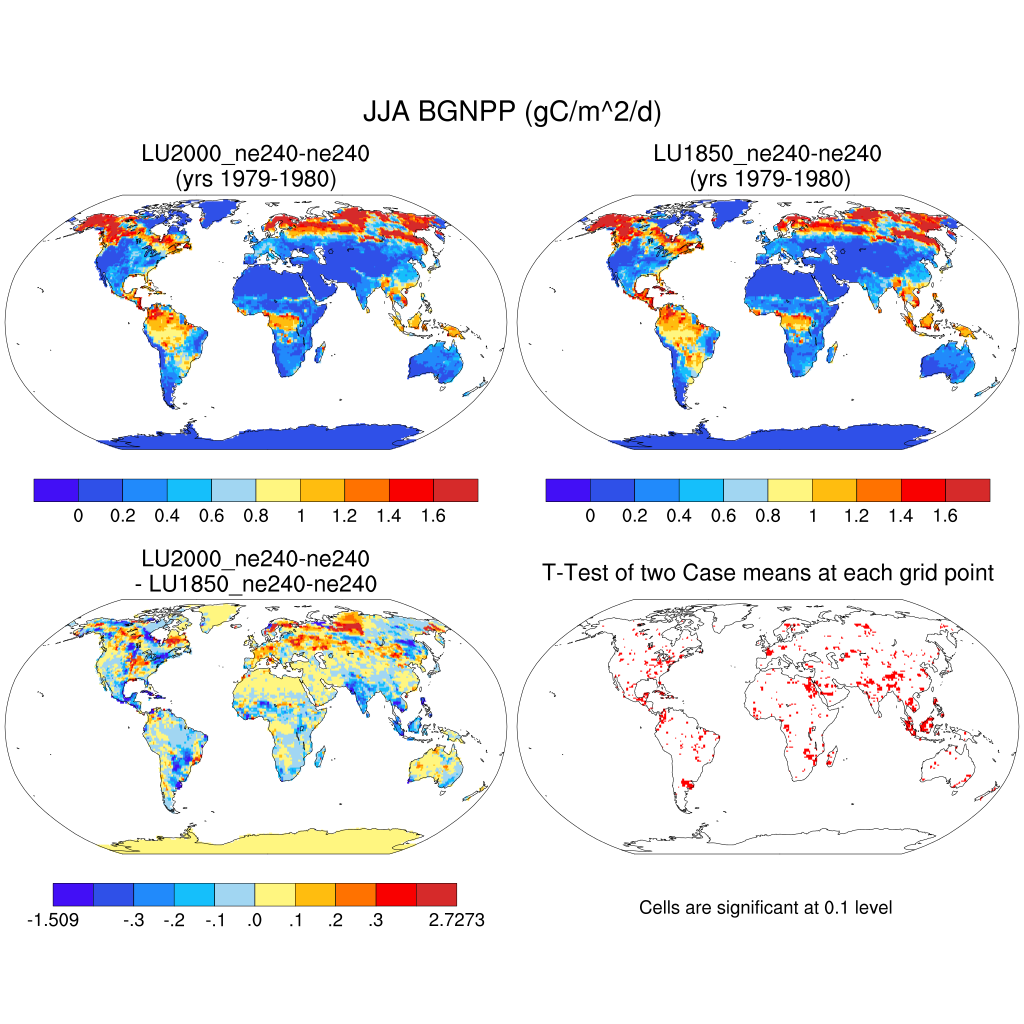 JJA BGNPP (gC/m^2/d)
LU2000_ne240-ne240
(yrs 1979-1980)
LU1850_ne240-ne240
(yrs 1979-1980)
0 0.2 0.4 0.6 0.8 1 1.2 1.4 1.6
0 0.2 0.4 0.6 0.8 1 1.2 1.4 1.6
LU2000_ne240-ne240
- LU1850_ne240-ne240
T-Test of two Case means at each grid point
-1.509 -.3 -.2 -.1 .0 .1 .2 .3 2.7273
Cells are significant at 0.1 level